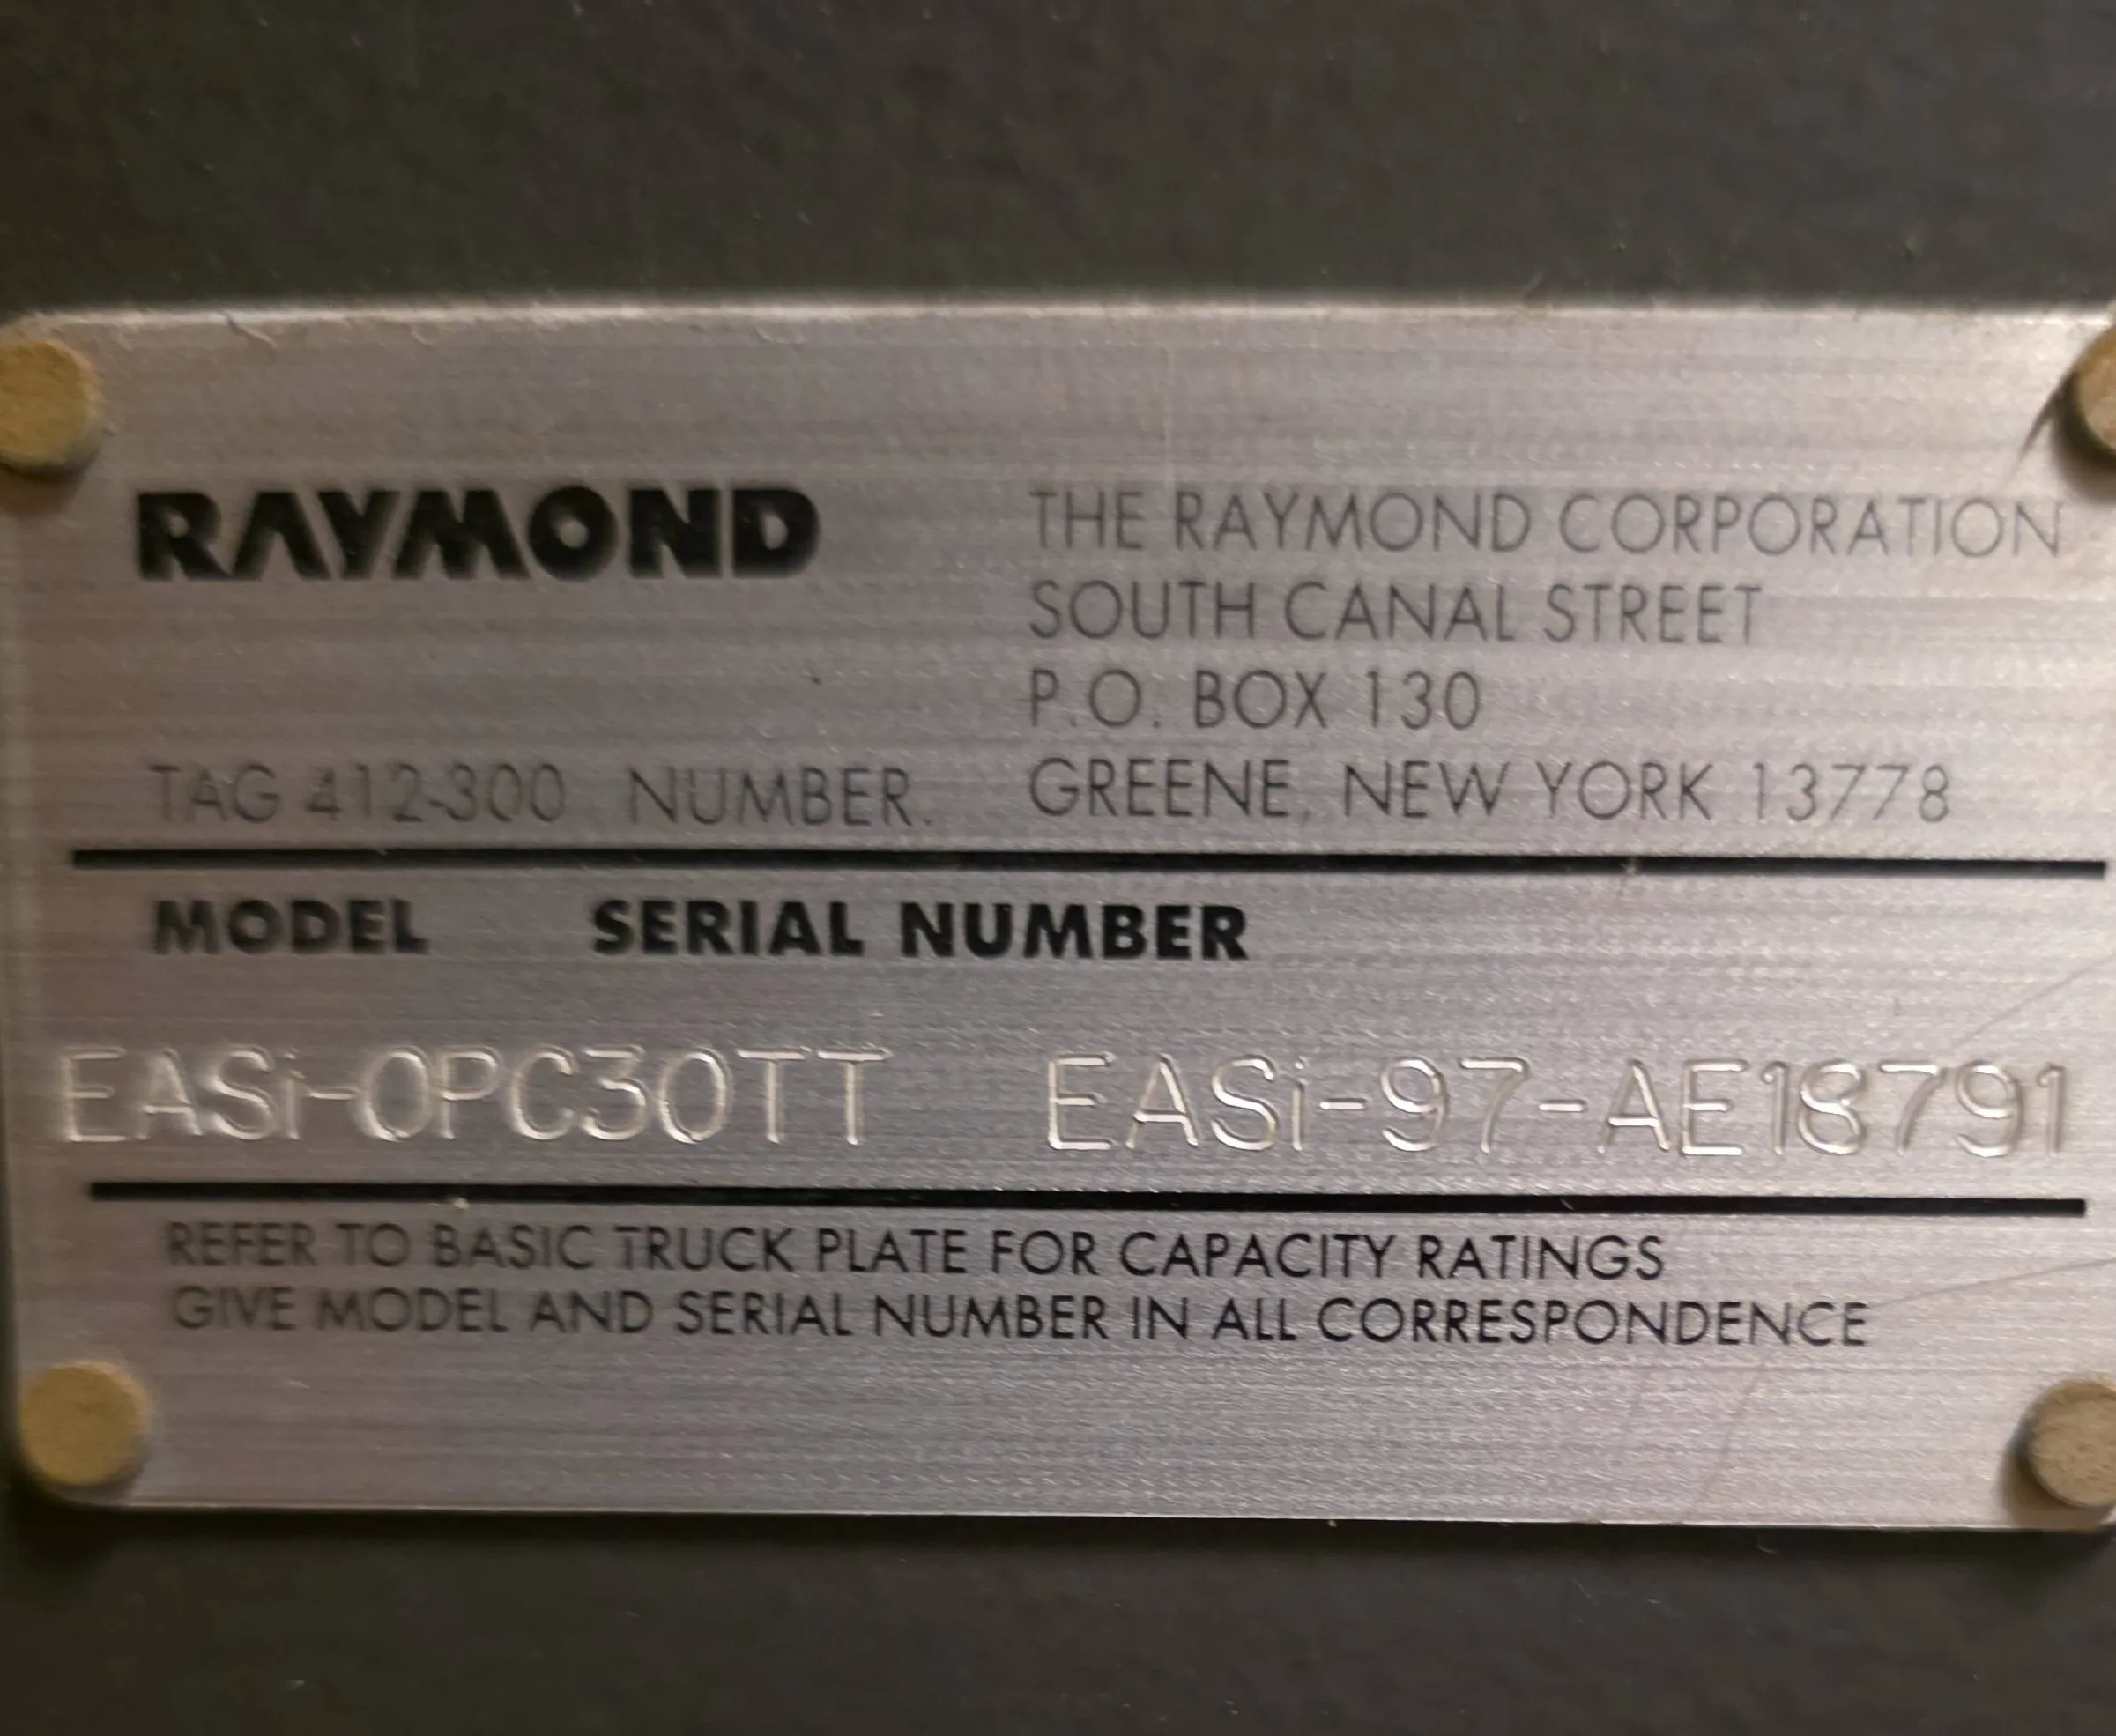 RAYMOND
THE RAYMOND CORPORATION
SOUTH CANAL STREET
P.O. BOX 130
GREENE, NEW YORK 13778
TAG 412-300 NUMBER.
MODEL SERIAL NUMBER
EASi-OPC30TT EASi-97-AE18791
REFER TO BASIC TRUCK PLATE FOR CAPACITY RATINGS
GIVE MODEL AND SERIAL NUMBER IN ALL CORRESPONDENCE